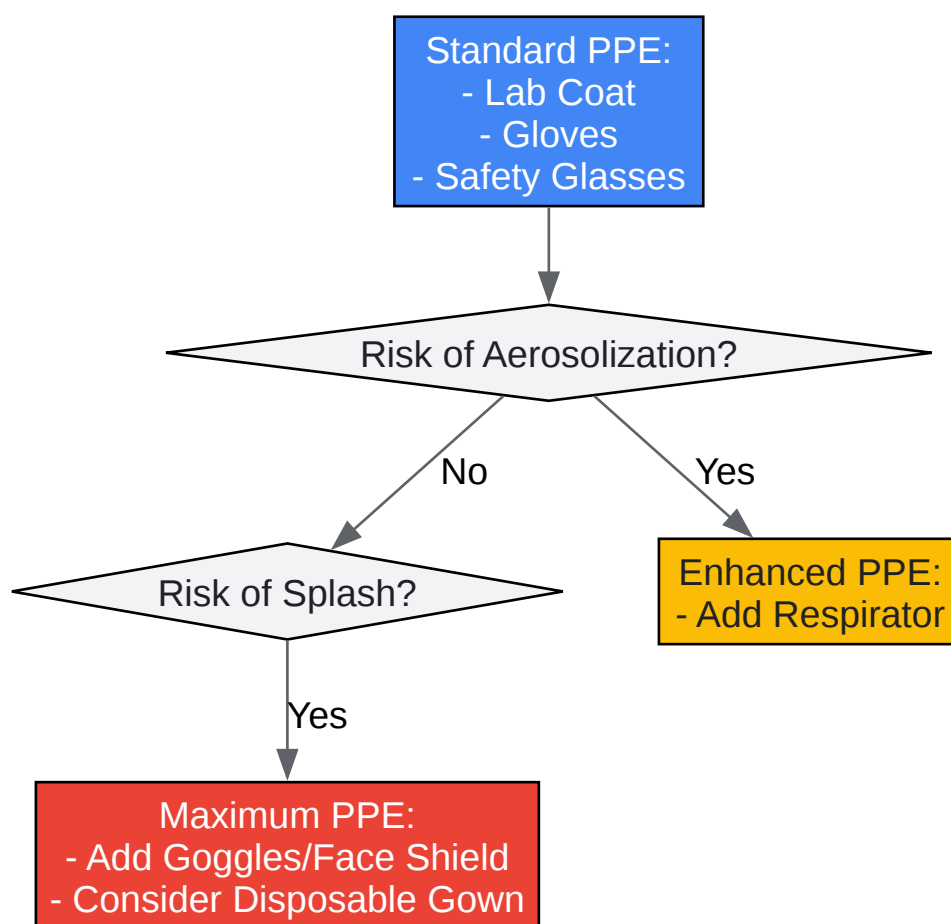 Standard PPE:
- Lab Coat
- Gloves
- Safety Glasses
Risk of Aerosolization?
No
Yes
Risk of Splash?
Enhanced PPE:
- Add Respirator
Yes
Maximum PPE:
- Add Goggles/Face Shield
- Consider Disposable Gown